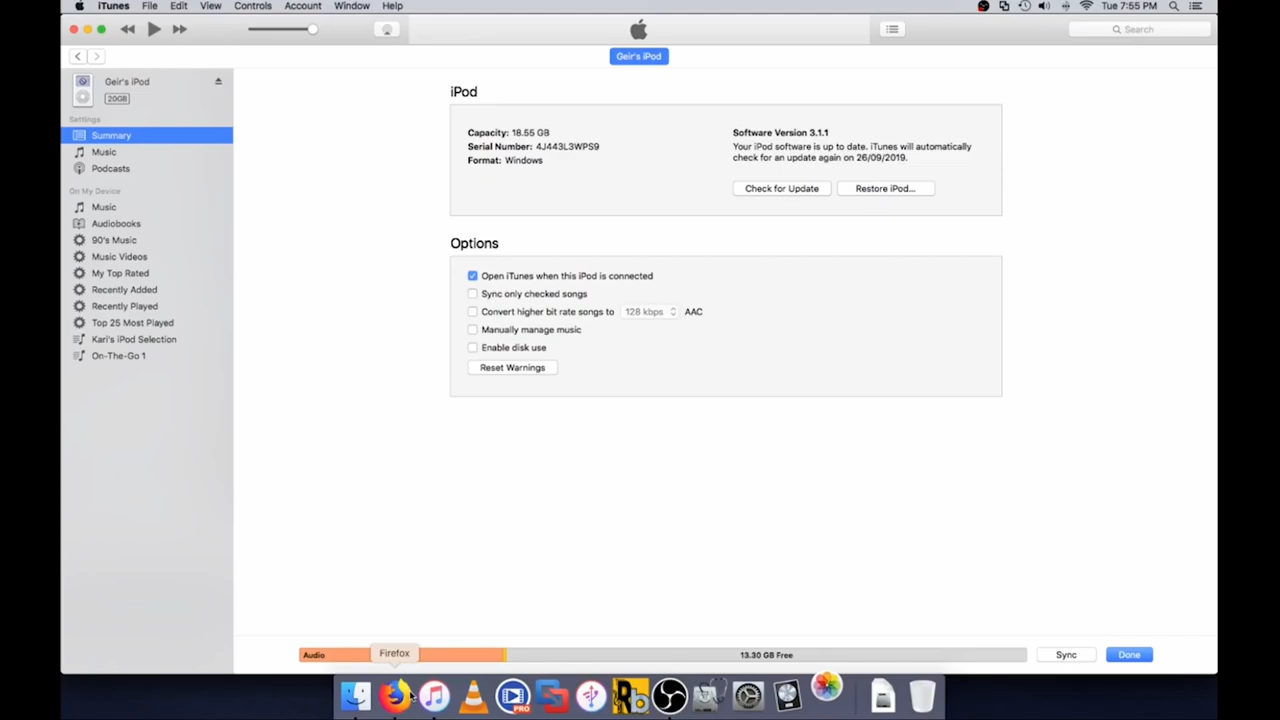 iTunes File Edit View Controls Account Window Help Tue 7:55 PM
Search
Geir's iPod
Geir's iPod
20GB
Settings
Summary
Music
Podcasts
On My Device
Music
Audiobooks
90's Music
Music Videos
My Top Rated
Recently Added
Recently Played
Top 25 Most Played
Kari's iPod Selection
On-The-Go 1
iPod
Capacity: 18.55 GB
Serial Number: 4J443L3WPS9
Format: Windows
Software Version 3.1.1
Your iPod software is up to date. iTunes will automatically
check for an update again on 26/09/2019.
Check for Update Restore iPod...
Options
Open iTunes when this iPod is connected
Sync only checked songs
Convert higher bit rate songs to 128 kbps AAC
Manually manage music
Enable disk use
Reset Warnings
Audio 13.30 GB Free Sync Done
Firefox
PRO
Rb